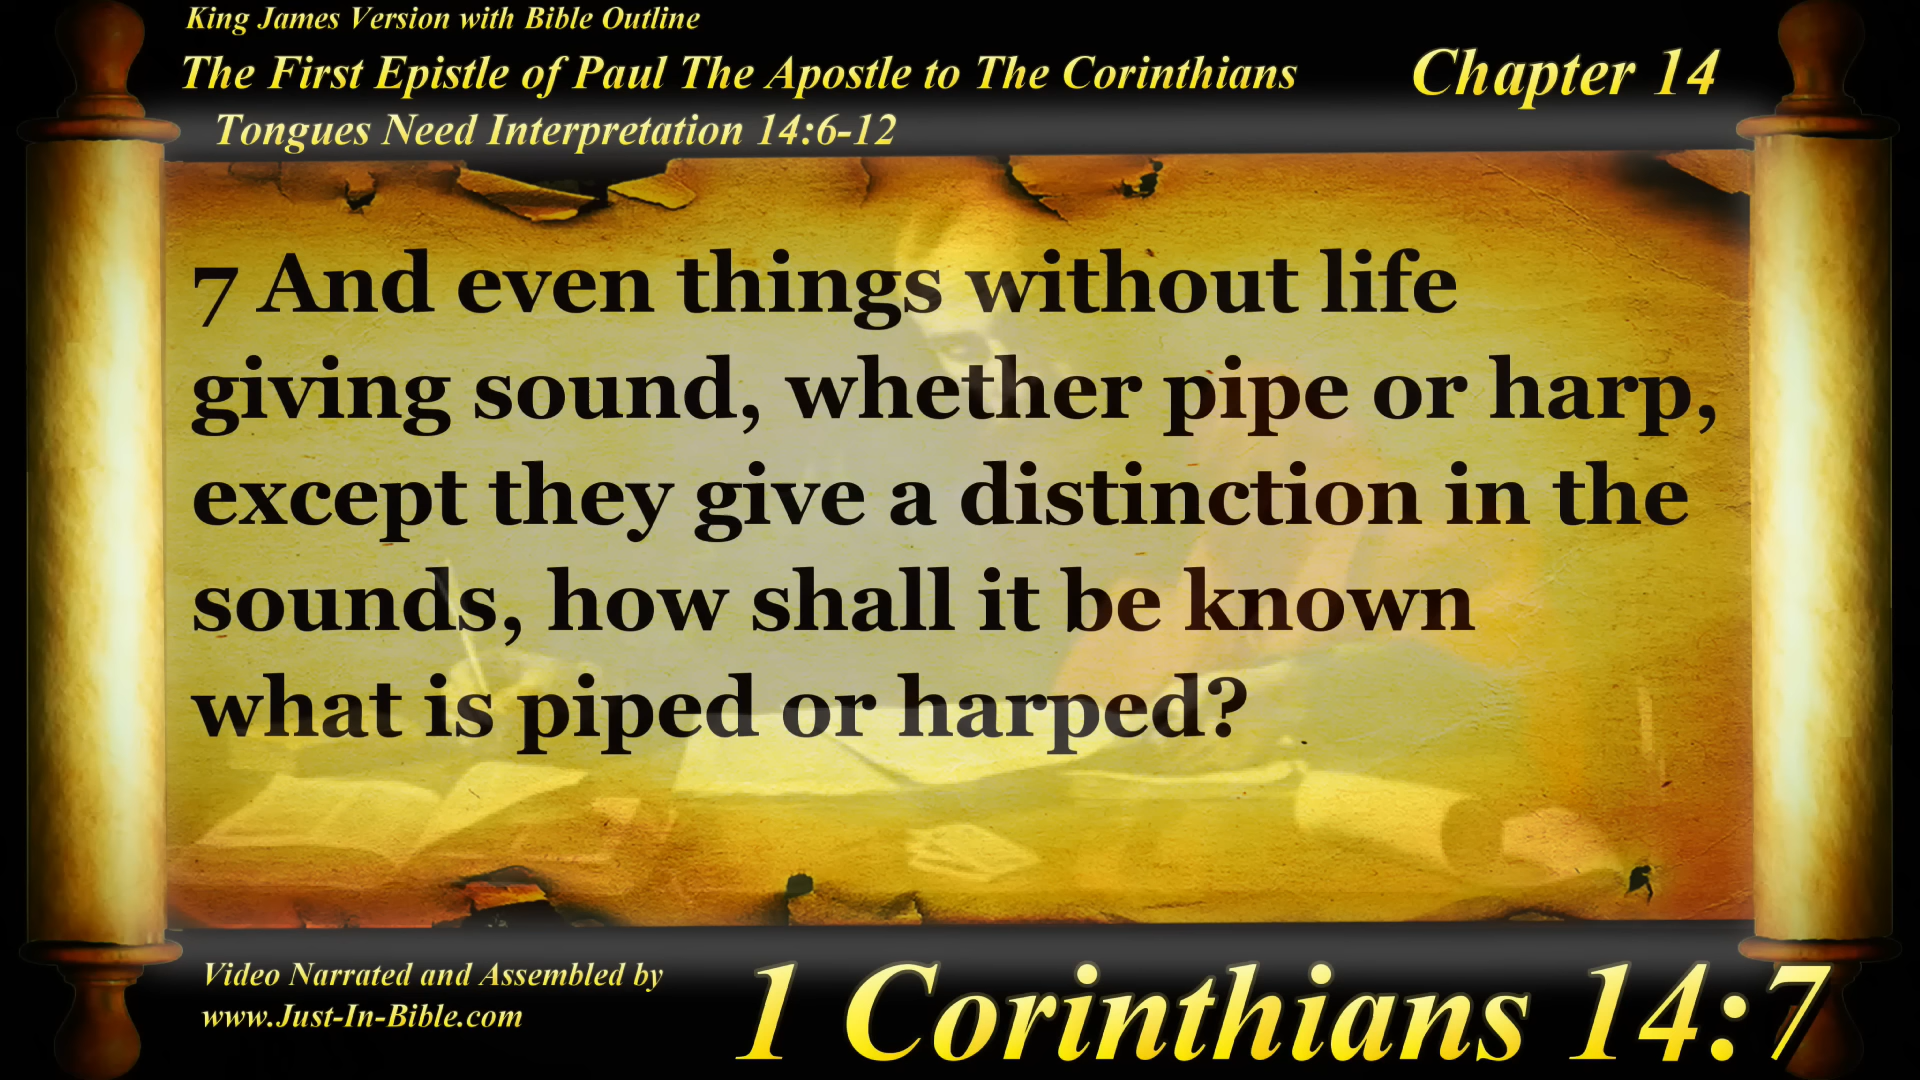 King James Version with Bible Outline
The First Epistle of Paul The Apostle to The Corinthians
Chapter 14
Tongues Need Interpretation 14:6-12
7 And even things without life
giving sound, whether pipe or harp,
except they give a distinction in the
sounds, how shall it be known
what is piped or harped?
Video Narrated and Assembled by
www.Just-In-Bible.com
1 Corinthians 14:7